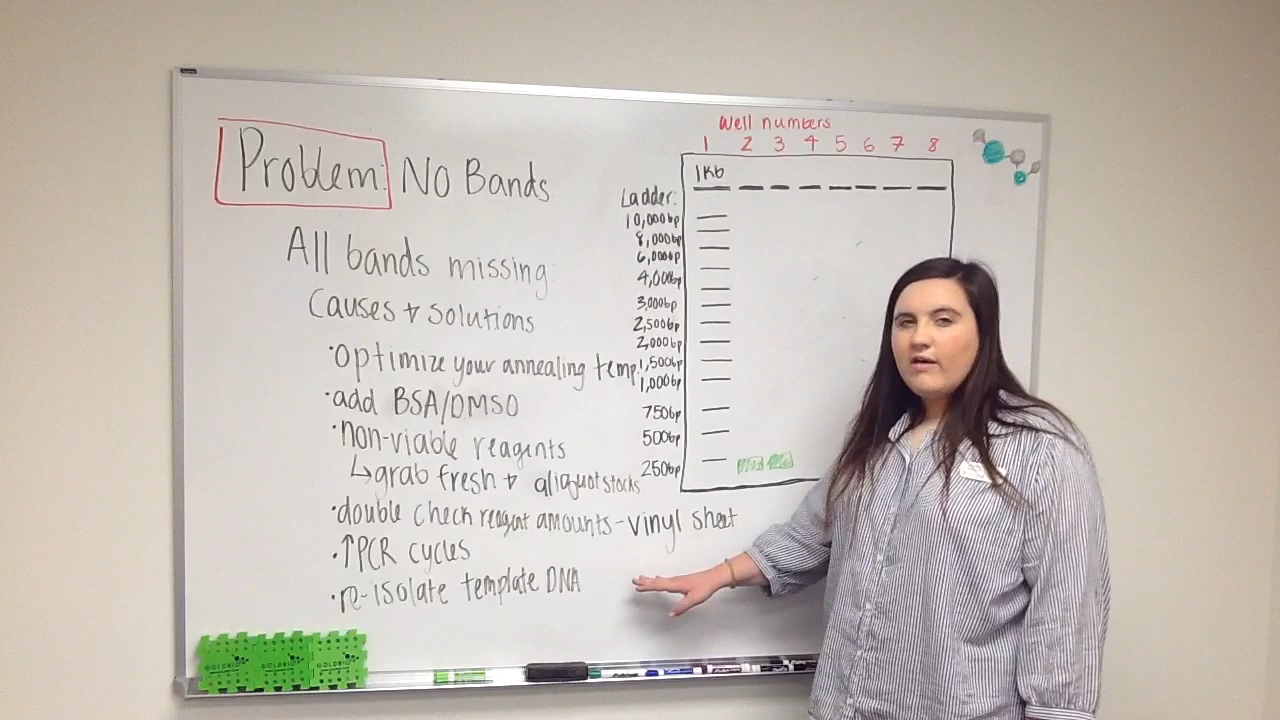 Problem: NO Bands
All bands missing:
Causes + Solutions
·optimize your annealing temp.
·add BSA/DMSO
·non-viable reagents
↳grab fresh + aliquot stocks
·double check reagent amounts-vinyl sheet
·↑PCR cycles
·re-isolate template DNA
Well numbers
1 2 3 4 5 6 7 8
1Kb
Ladder:
10,000bp
8,000bp
6,000bp
4,000bp
3,000bp
2,500bp
2,000bp
1,500bp
1,000bp
750bp
500bp
250bp
GOLDBIO GOLDBIO GOLDBIO